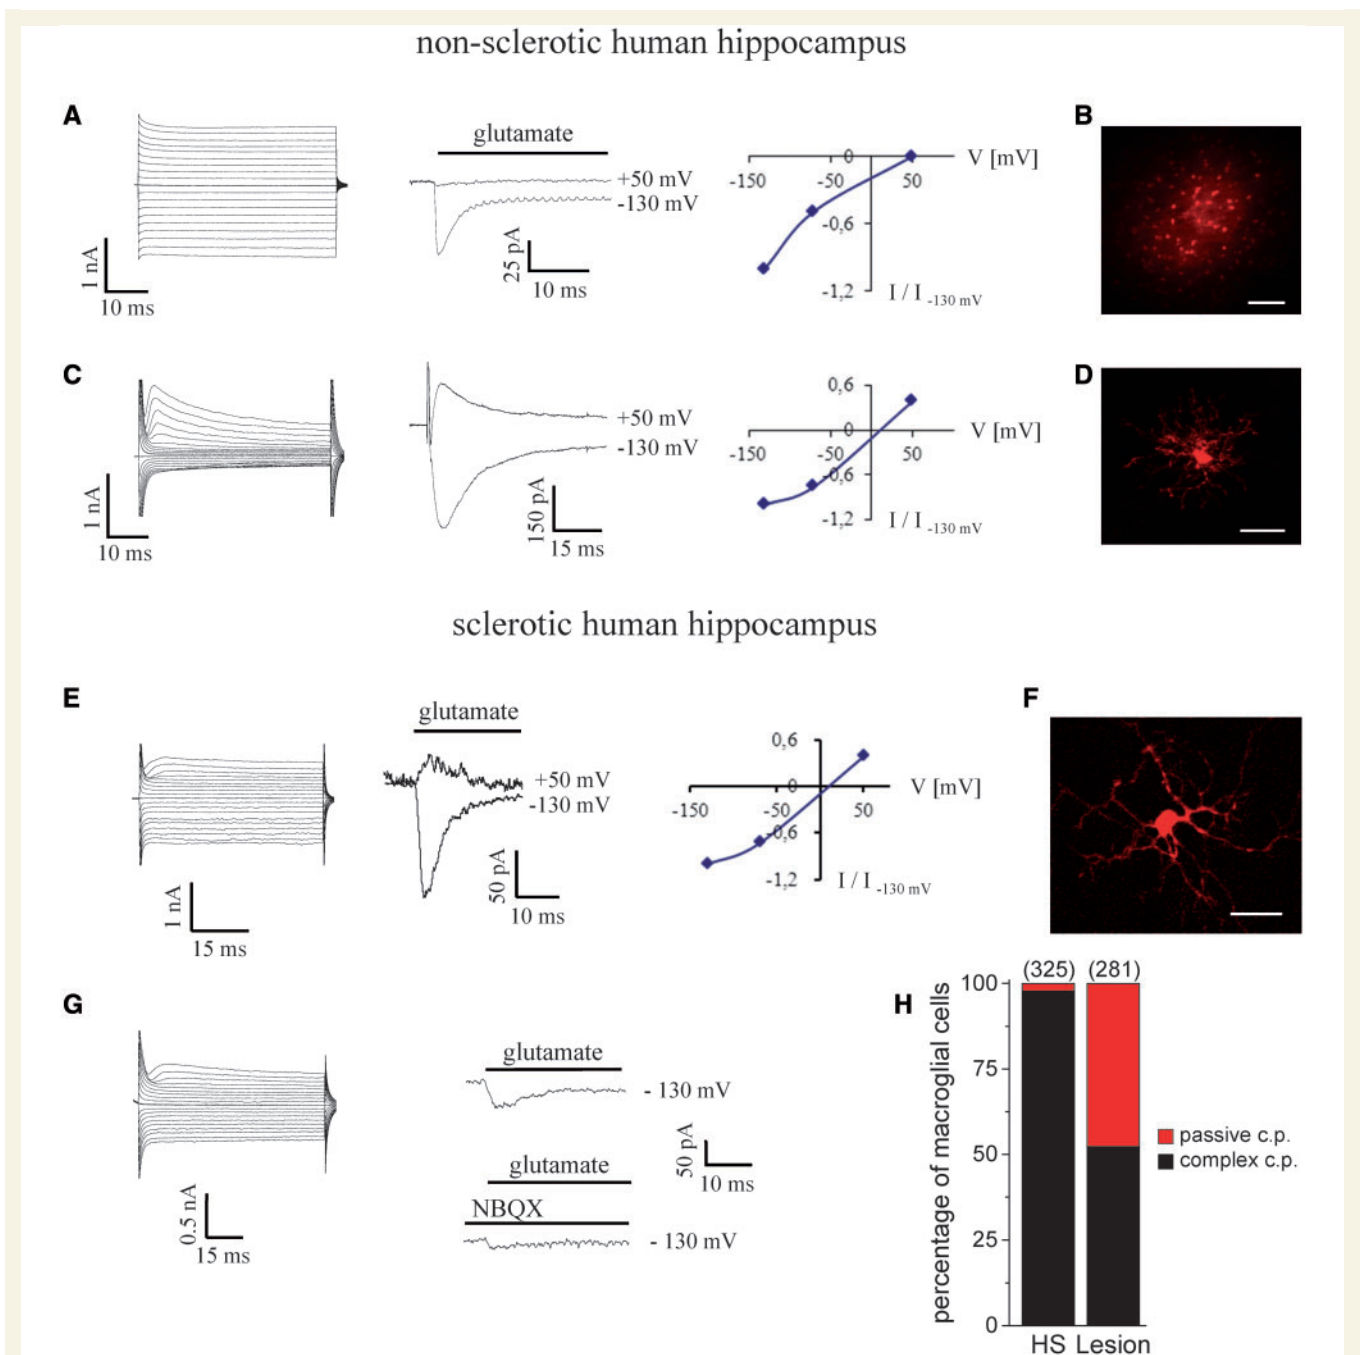 non-sclerotic human hippocampus
A
1 nA
10 ms
glutamate
+50 mV
-130 mV
25 pA
10 ms
0
V [mV]
-150
-50
50
-0,6
-1,2
I / I -130 mV
B
C
1 nA
10 ms
+50 mV
-130 mV
150 pA
15 ms
0,6
0
V [mV]
-150
-50
50
-0,6
-1,2
I / I -130 mV
D
sclerotic human hippocampus
E
1 nA
15 ms
glutamate
+50 mV
-130 mV
50 pA
10 ms
0,6
0
V [mV]
-150
-50
50
-0,6
-1,2
I / I -130 mV
F
G
0.5 nA
15 ms
glutamate
- 130 mV
50 pA
10 ms
glutamate
NBQX
- 130 mV
H
percentage of macroglial cells
(325) (281)
100
75
50
25
0
HS Lesion
passive c.p.
complex c.p.